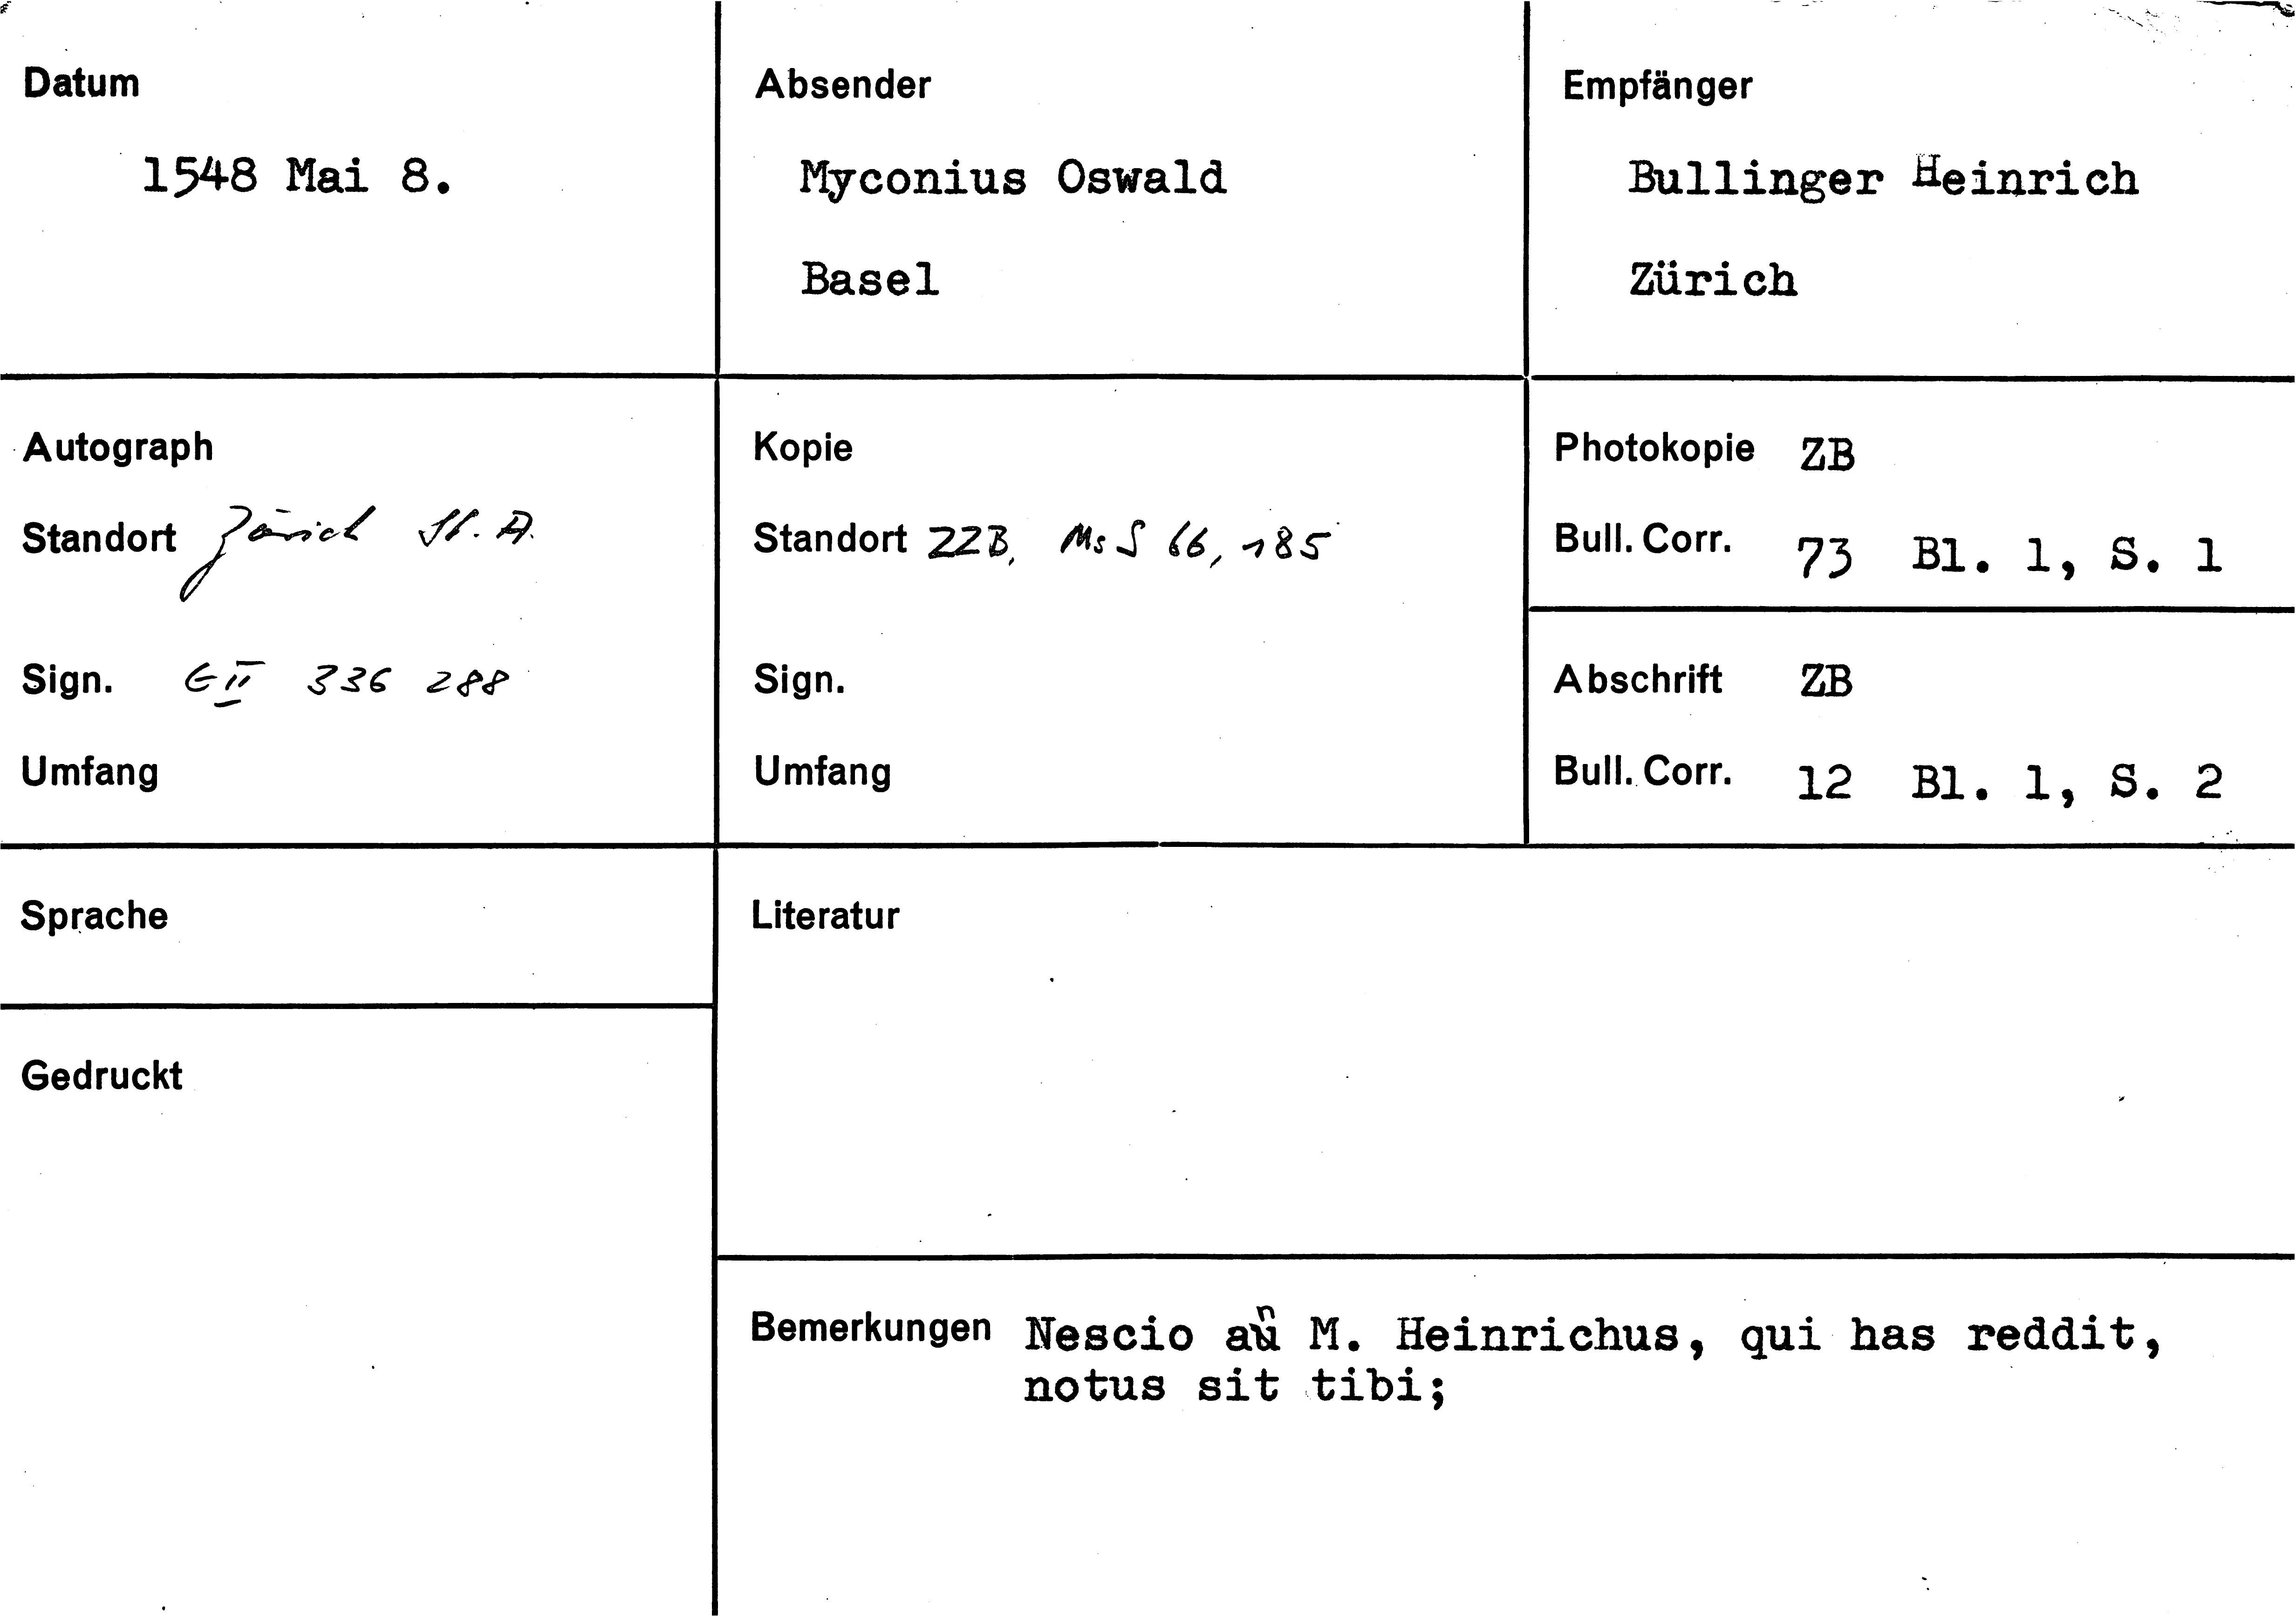 Datum
1548 Mai 8.
Absender
Myconius Oswald
Basel
Empfänger
Bullinger Heinrich
Zürich
Autograph
Standort Zürich St. A.
Sign. E II 336 288
Umfang
Kopie
Standort ZZB, Ms S 66, 185
Sign.
Umfang
Photokopie ZB
Bull. Corr. 73 Bl. 1, S. 1
Abschrift ZB
Bull. Corr. 12 Bl. 1, S. 2
Sprache
Gedruckt
Literatur
Bemerkungen Nescio an M. Heinrichus, qui has reddit,
notus sit tibi;